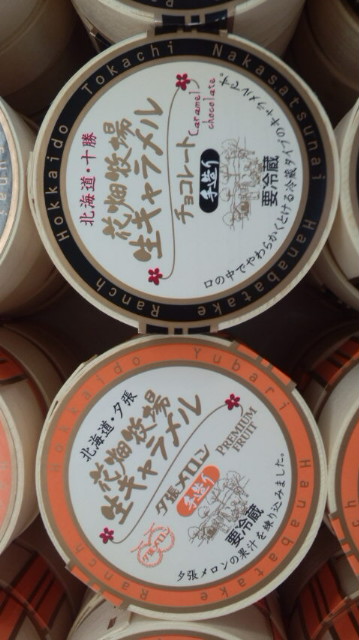 Hokkaido Tokachi Nakasatsunai Hanabatake Ranch
北海道・十勝
花畑牧場
生キャラメル
チョコレート
Caramel
chocolate
手造り
要冷蔵
口の中でやわらかくとける冷蔵タイプのキャラメルです。
Hokkaido Yubari Hanabatake Ranch
北海道・夕張
花畑牧場
生キャラメル
夕張メロン
手造り
PREMIUM
FRUIT
要冷蔵
夕張メロンの果汁を練り込みました。